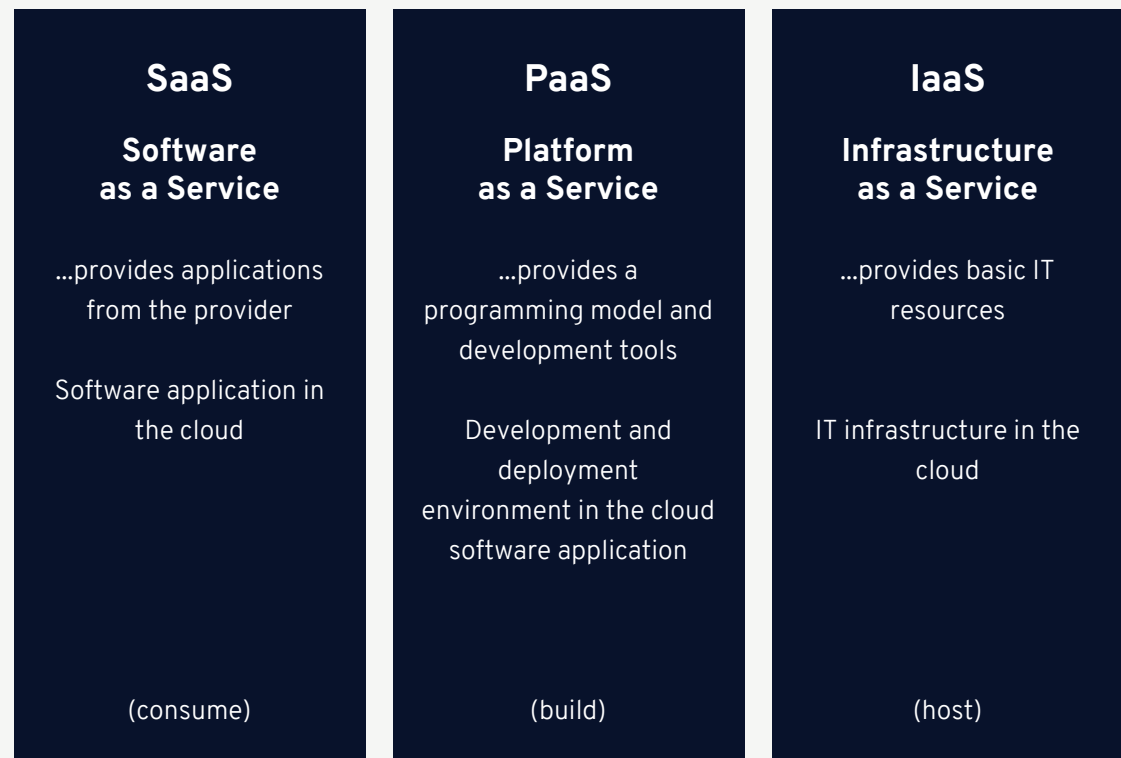 SaaS
Software
as a Service
...provides applications
from the provider
Software application in
the cloud
(consume)
PaaS
Platform
as a Service
...provides a
programming model and
development tools
Development and
deployment
environment in the cloud
software application
(build)
IaaS
Infrastructure
as a Service
...provides basic IT
resources
IT infrastructure in the
cloud
(host)